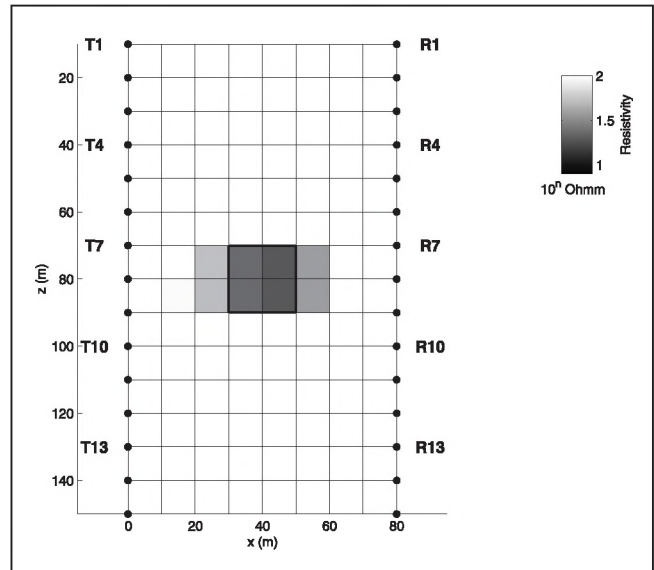 T1 R1
20
40 T4 R4
60
T7 R7
80
100 T10 R10
120
T13 R13
140
0 20 40 60 80
x (m)
z (m)
2
1.5
1
Resistivity
10ⁿ Ohmm